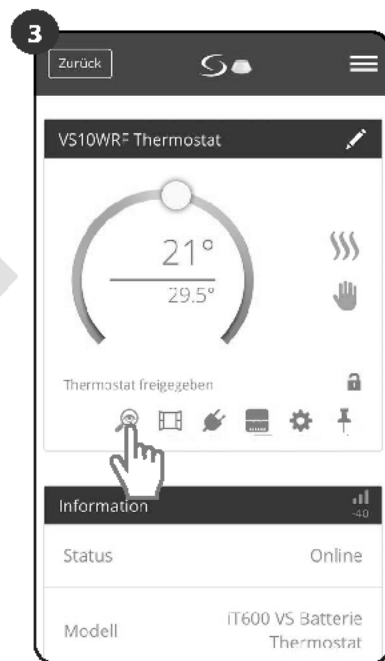 3
Zurück
VS10WRF Thermostat
21°
29.5°
Thermostat freigegeben
Information
-40
Status Online
Modell iT600 VS Batterie
Thermostat